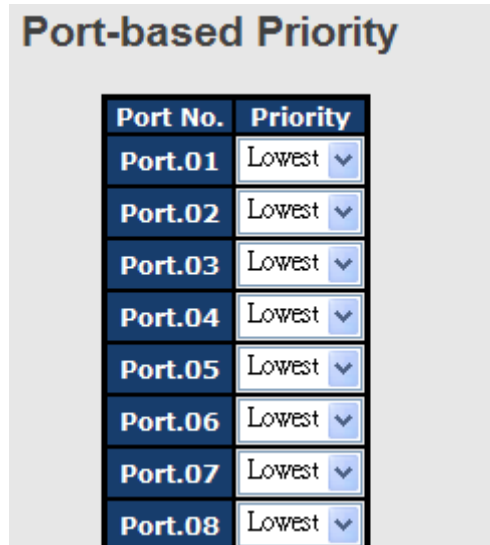 Port-based Priority
Port No. Priority
Port.01 Lowest
Port.02 Lowest
Port.03 Lowest
Port.04 Lowest
Port.05 Lowest
Port.06 Lowest
Port.07 Lowest
Port.08 Lowest